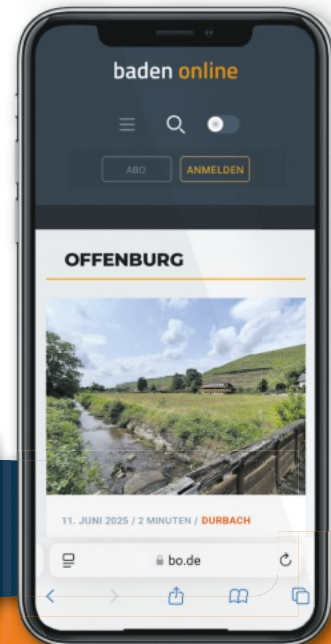 baden online
ABO
ANMELDEN
OFFENBURG
11. JUNI 2025 / 2 MINUTEN / DURBACH
bo.de